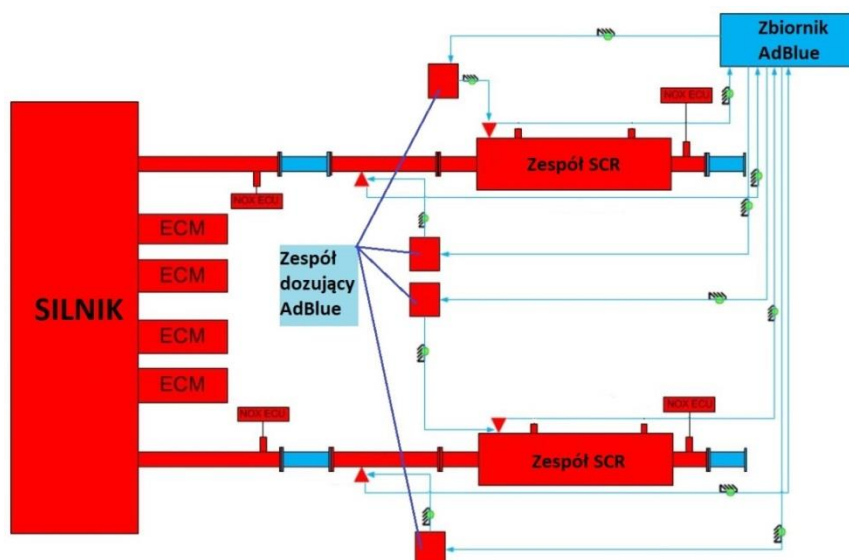 Zbiornik
AdBlue
NOX ECU
Zespół SCR
NOX ECU
ECM
Zespół
dozujący
AdBlue
ECM
SILNIK
ECM
ECM
NOX ECU
NOX ECU
Zespół SCR